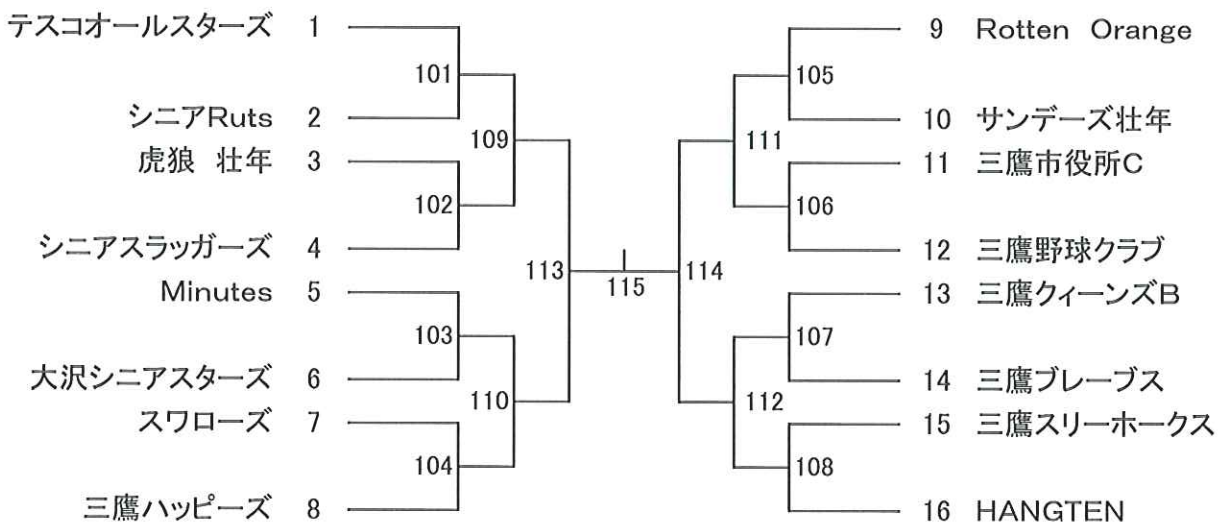 テスコオールスターズ 1
シニアRuts 2
虎狼 壮年 3
シニアスラッガーズ 4
Minutes 5
大沢シニアスターズ 6
スワローズ 7
三鷹ハッピーズ 8
101
102
103
104
109
110
113
115
114
111
112
105
106
107
108
9 Rotten Orange
10 サンデーズ壮年
11 三鷹市役所C
12 三鷹野球クラブ
13 三鷹クィーンズB
14 三鷹ブレーブス
15 三鷹スリーホークス
16 HANGTEN